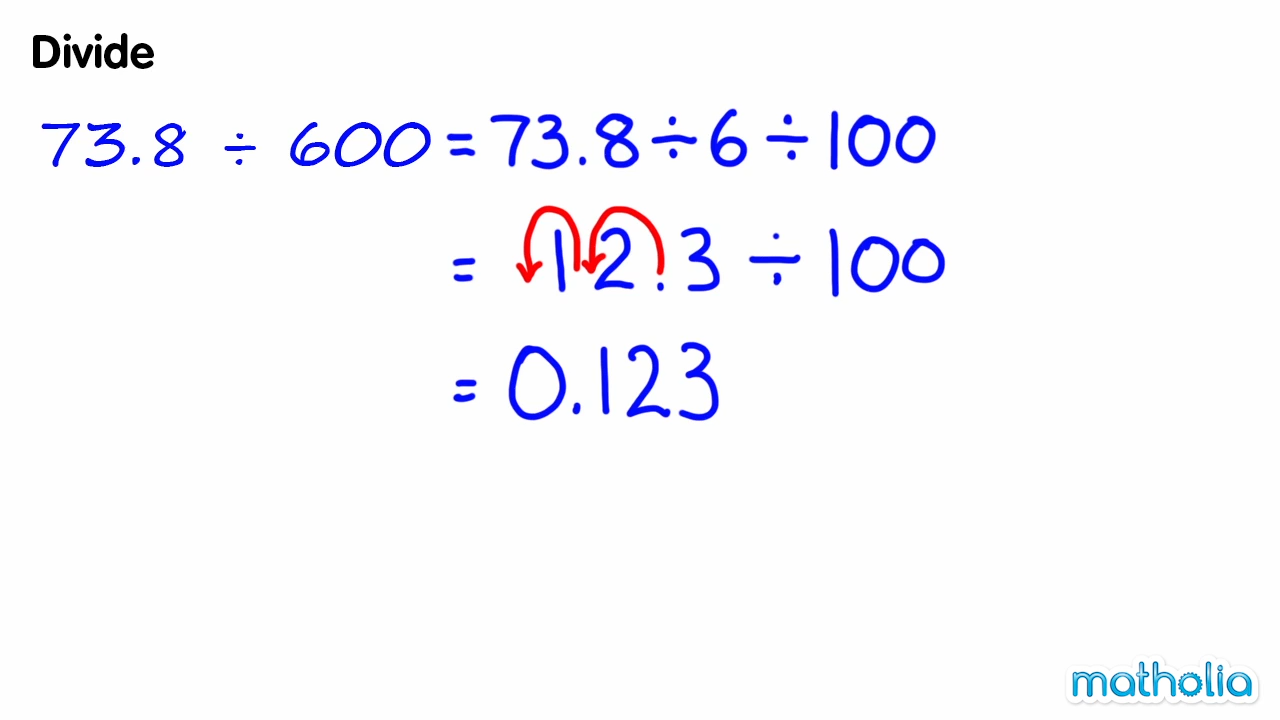 Divide
73.8 ÷ 600 = 73.8 ÷ 6 ÷ 100
= 12.3 ÷ 100
= 0.123
matholia